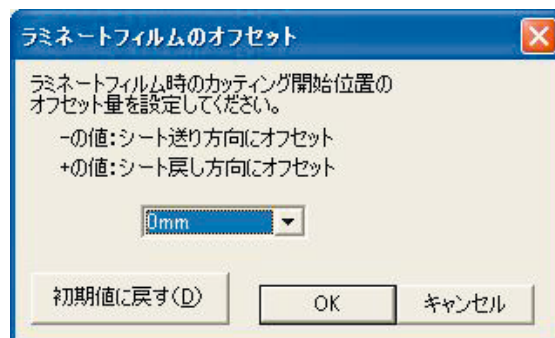 ラミネートフィルムのオフセット
ラミネートフィルム時のカッティング開始位置の
オフセット量を設定してください。
-の値:シート送り方向にオフセット
+の値:シート戻し方向にオフセット
0mm
初期値に戻す(D)
OK
キャンセル